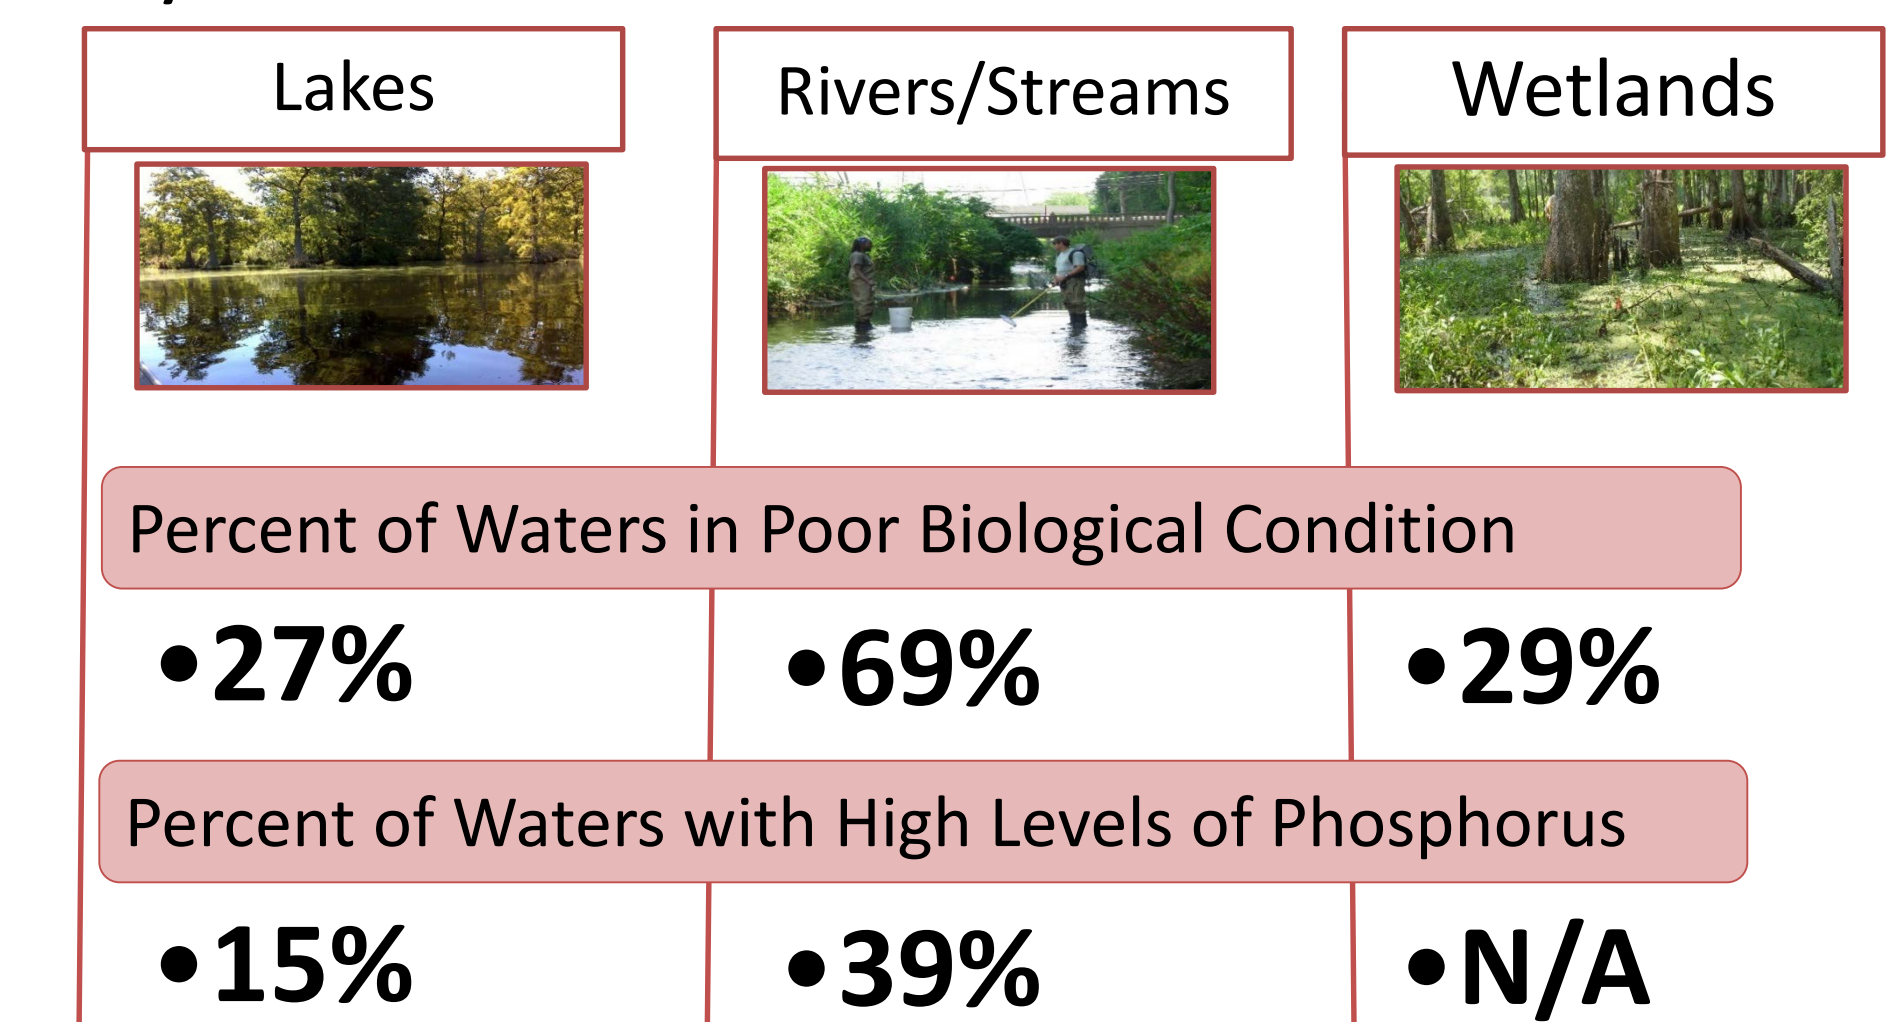 Lakes
Rivers/Streams
Wetlands
Percent of Waters in Poor Biological Condition
•27%
•69%
•29%
Percent of Waters with High Levels of Phosphorus
•15%
•39%
•N/A